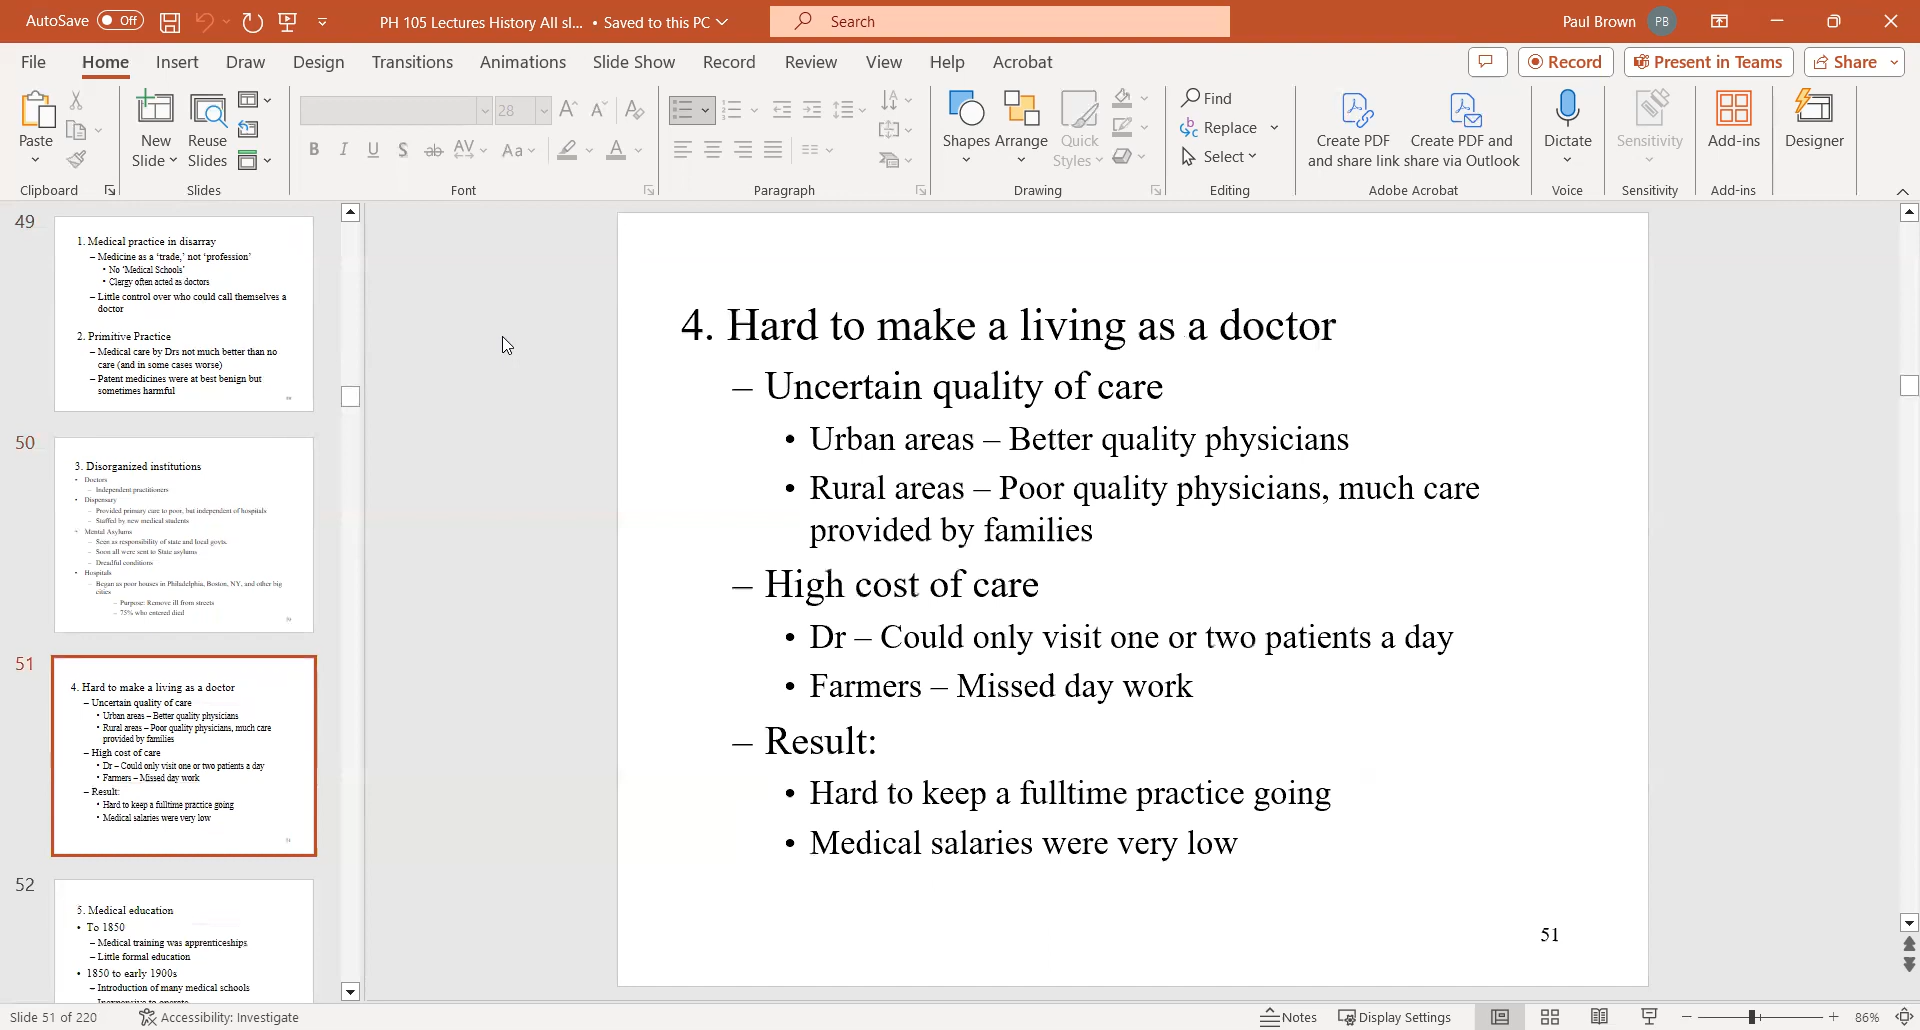 AutoSave Off PH 105 Lectures History All sl... • Saved to this PC Search Paul Brown PB
File Home Insert Draw Design Transitions Animations Slide Show Record Review View Help Acrobat Record Present in Teams Share
Paste
New Slide
Reuse Slides
28
B I U S ab AV Aa A
Shapes
Arrange
Quick Styles
Find
Replace
Select
Create PDF and share link
Create PDF and share via Outlook
Dictate
Sensitivity
Add-ins
Designer
Clipboard Slides Font Paragraph Drawing Editing Adobe Acrobat Voice Sensitivity Add-ins
49
1. Medical practice in disarray
– Medicine as a ‘trade,’ not ‘profession’
• No ‘Medical Schools’
• Clergy often acted as doctors
– Little control over who could call themselves a
doctor
2. Primitive Practice
– Medical care by Drs not much better than no
care (and in some cases worse)
– Patent medicines were at best benign but
sometimes harmful
50
3. Disorganized institutions
• Doctors
– Independent practitioners
• Dispensary
– Provided primary care to poor, but independent of hospitals
– Staffed by new medical students
• Mental Asylums
– Seen as responsibility of state and local govts.
– Soon all were sent to State asylums
– Dreadful conditions
• Hospitals
– Began as poor houses in Philadelphia, Boston, NY, and other big
cities
– Purpose: Remove ill from streets
– 75% who entered died
51
4. Hard to make a living as a doctor
– Uncertain quality of care
• Urban areas – Better quality physicians
• Rural areas – Poor quality physicians, much care
provided by families
– High cost of care
• Dr – Could only visit one or two patients a day
• Farmers – Missed day work
– Result:
• Hard to keep a fulltime practice going
• Medical salaries were very low
52
5. Medical education
• To 1850
– Medical training was apprenticeships
– Little formal education
• 1850 to early 1900s
– Introduction of many medical schools
4. Hard to make a living as a doctor
– Uncertain quality of care
• Urban areas – Better quality physicians
• Rural areas – Poor quality physicians, much care
provided by families
– High cost of care
• Dr – Could only visit one or two patients a day
• Farmers – Missed day work
– Result:
• Hard to keep a fulltime practice going
• Medical salaries were very low
51
Slide 51 of 220 Accessibility: Investigate Notes Display Settings 86%